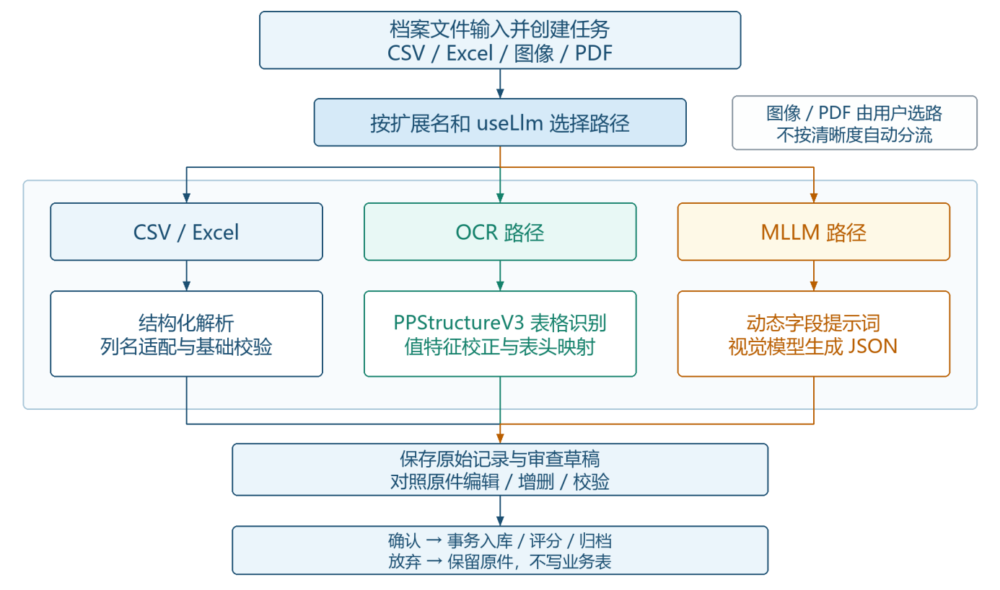 档案文件输入并创建任务
CSV / Excel / 图像 / PDF
按扩展名和 useLlm 选择路径
图像 / PDF 由用户选路
不按清晰度自动分流
CSV / Excel
OCR 路径
MLLM 路径
结构化解析
列名适配与基础校验
PPStructureV3 表格识别
值特征校正与表头映射
动态字段提示词
视觉模型生成 JSON
保存原始记录与审查草稿
对照原件编辑 / 增删 / 校验
确认 → 事务入库 / 评分 / 归档
放弃 → 保留原件，不写业务表